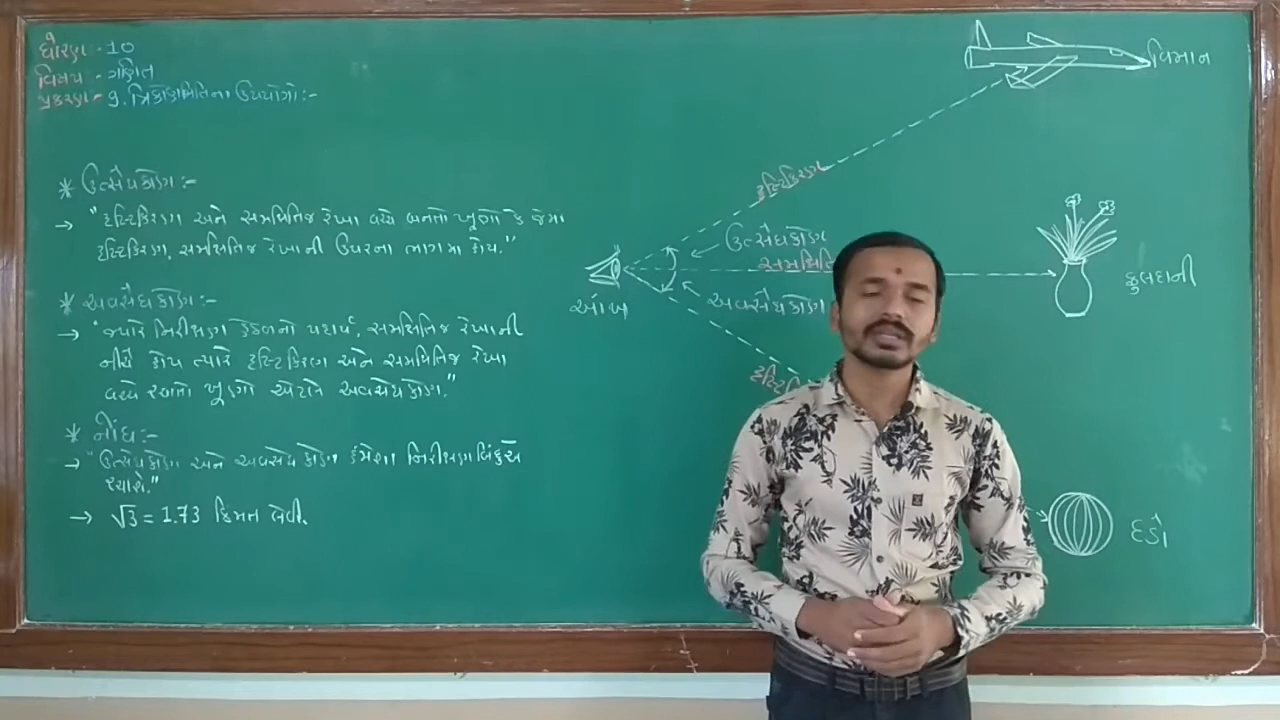 ધોરણ :- 10
વિષય :- ગણિત
પ્રકરણ :- 9. ત્રિકોણમિતિના ઉપયોગો :-
* ઉત્સેધકોણ :-
→ "દ્રષ્ટિકિરણ અને સમક્ષિતિજ રેખા વચ્ચે બનતો ખૂણો કે જેમા
દ્રષ્ટિકિરણ, સમક્ષિતિજ રેખાની ઉપરના ભાગમા હોય."
* અવસેધકોણ :-
→ "જ્યારે નિરીક્ષણ હેઠળનો પદાર્થ, સમક્ષિતિજ રેખાની
નીચે હોય ત્યારે દ્રષ્ટિકિરણ અને સમક્ષિતિજ રેખા
વચ્ચે રચાતો ખૂણો એટલે અવસેધકોણ."
* નોંધ :-
→ "ઉત્સેધકોણ અને અવસેધકોણ હંમેશા નિરીક્ષણબિંદુએ
રચાશે."
→ √3 = 1.73 કિંમત લેવી.
વિમાન
દ્રષ્ટિકિરણ
ઉત્સેધકોણ
આંખ
અવસેધકોણ
ફુલદાની
દડો